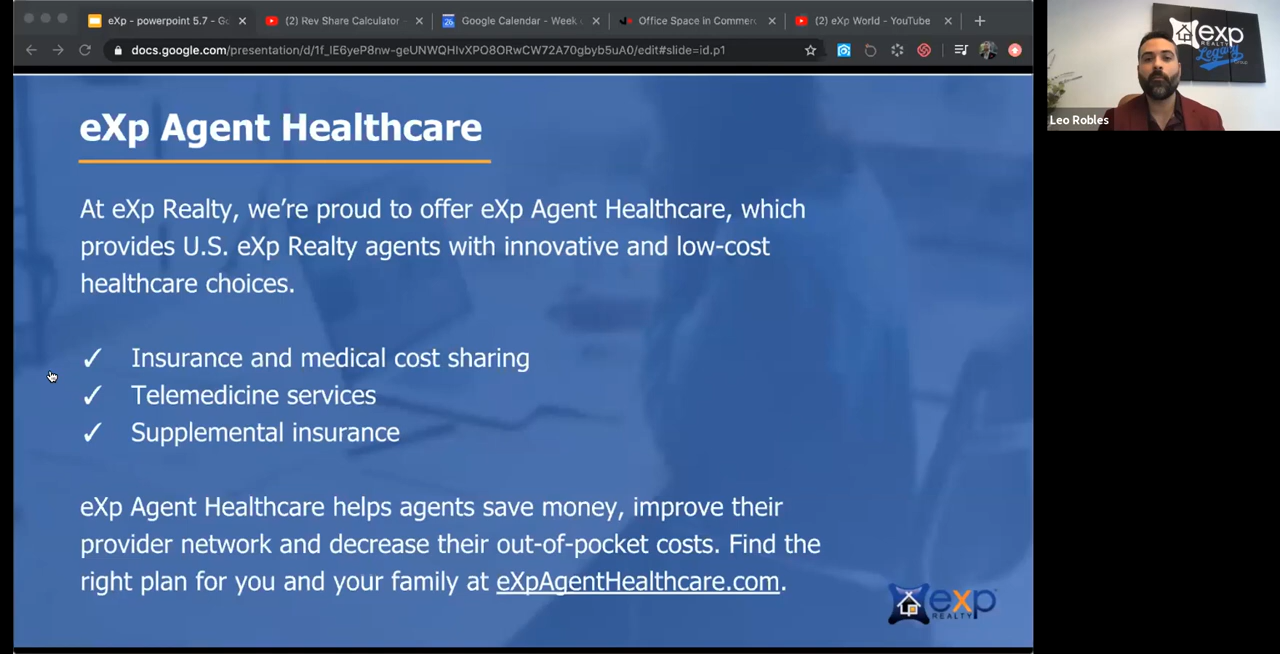 eXp - powerpoint 5.7 - Go
(2) Rev Share Calculator -
Google Calendar - Week
Office Space in Commer
(2) eXp World - YouTube
docs.google.com/presentation/d/1f_lE6yeP8nw-geUNWQHIvXPO8ORwCW72A70gbyb5uA0/edit#slide=id.p1
exp
REALTY
Legacy
Leo Robles
eXp Agent Healthcare
At eXp Realty, we're proud to offer eXp Agent Healthcare, which
provides U.S. eXp Realty agents with innovative and low-cost
healthcare choices.
✓ Insurance and medical cost sharing
✓ Telemedicine services
✓ Supplemental insurance
eXp Agent Healthcare helps agents save money, improve their
provider network and decrease their out-of-pocket costs. Find the
right plan for you and your family at eXpAgentHealthcare.com.
exp
REALTY